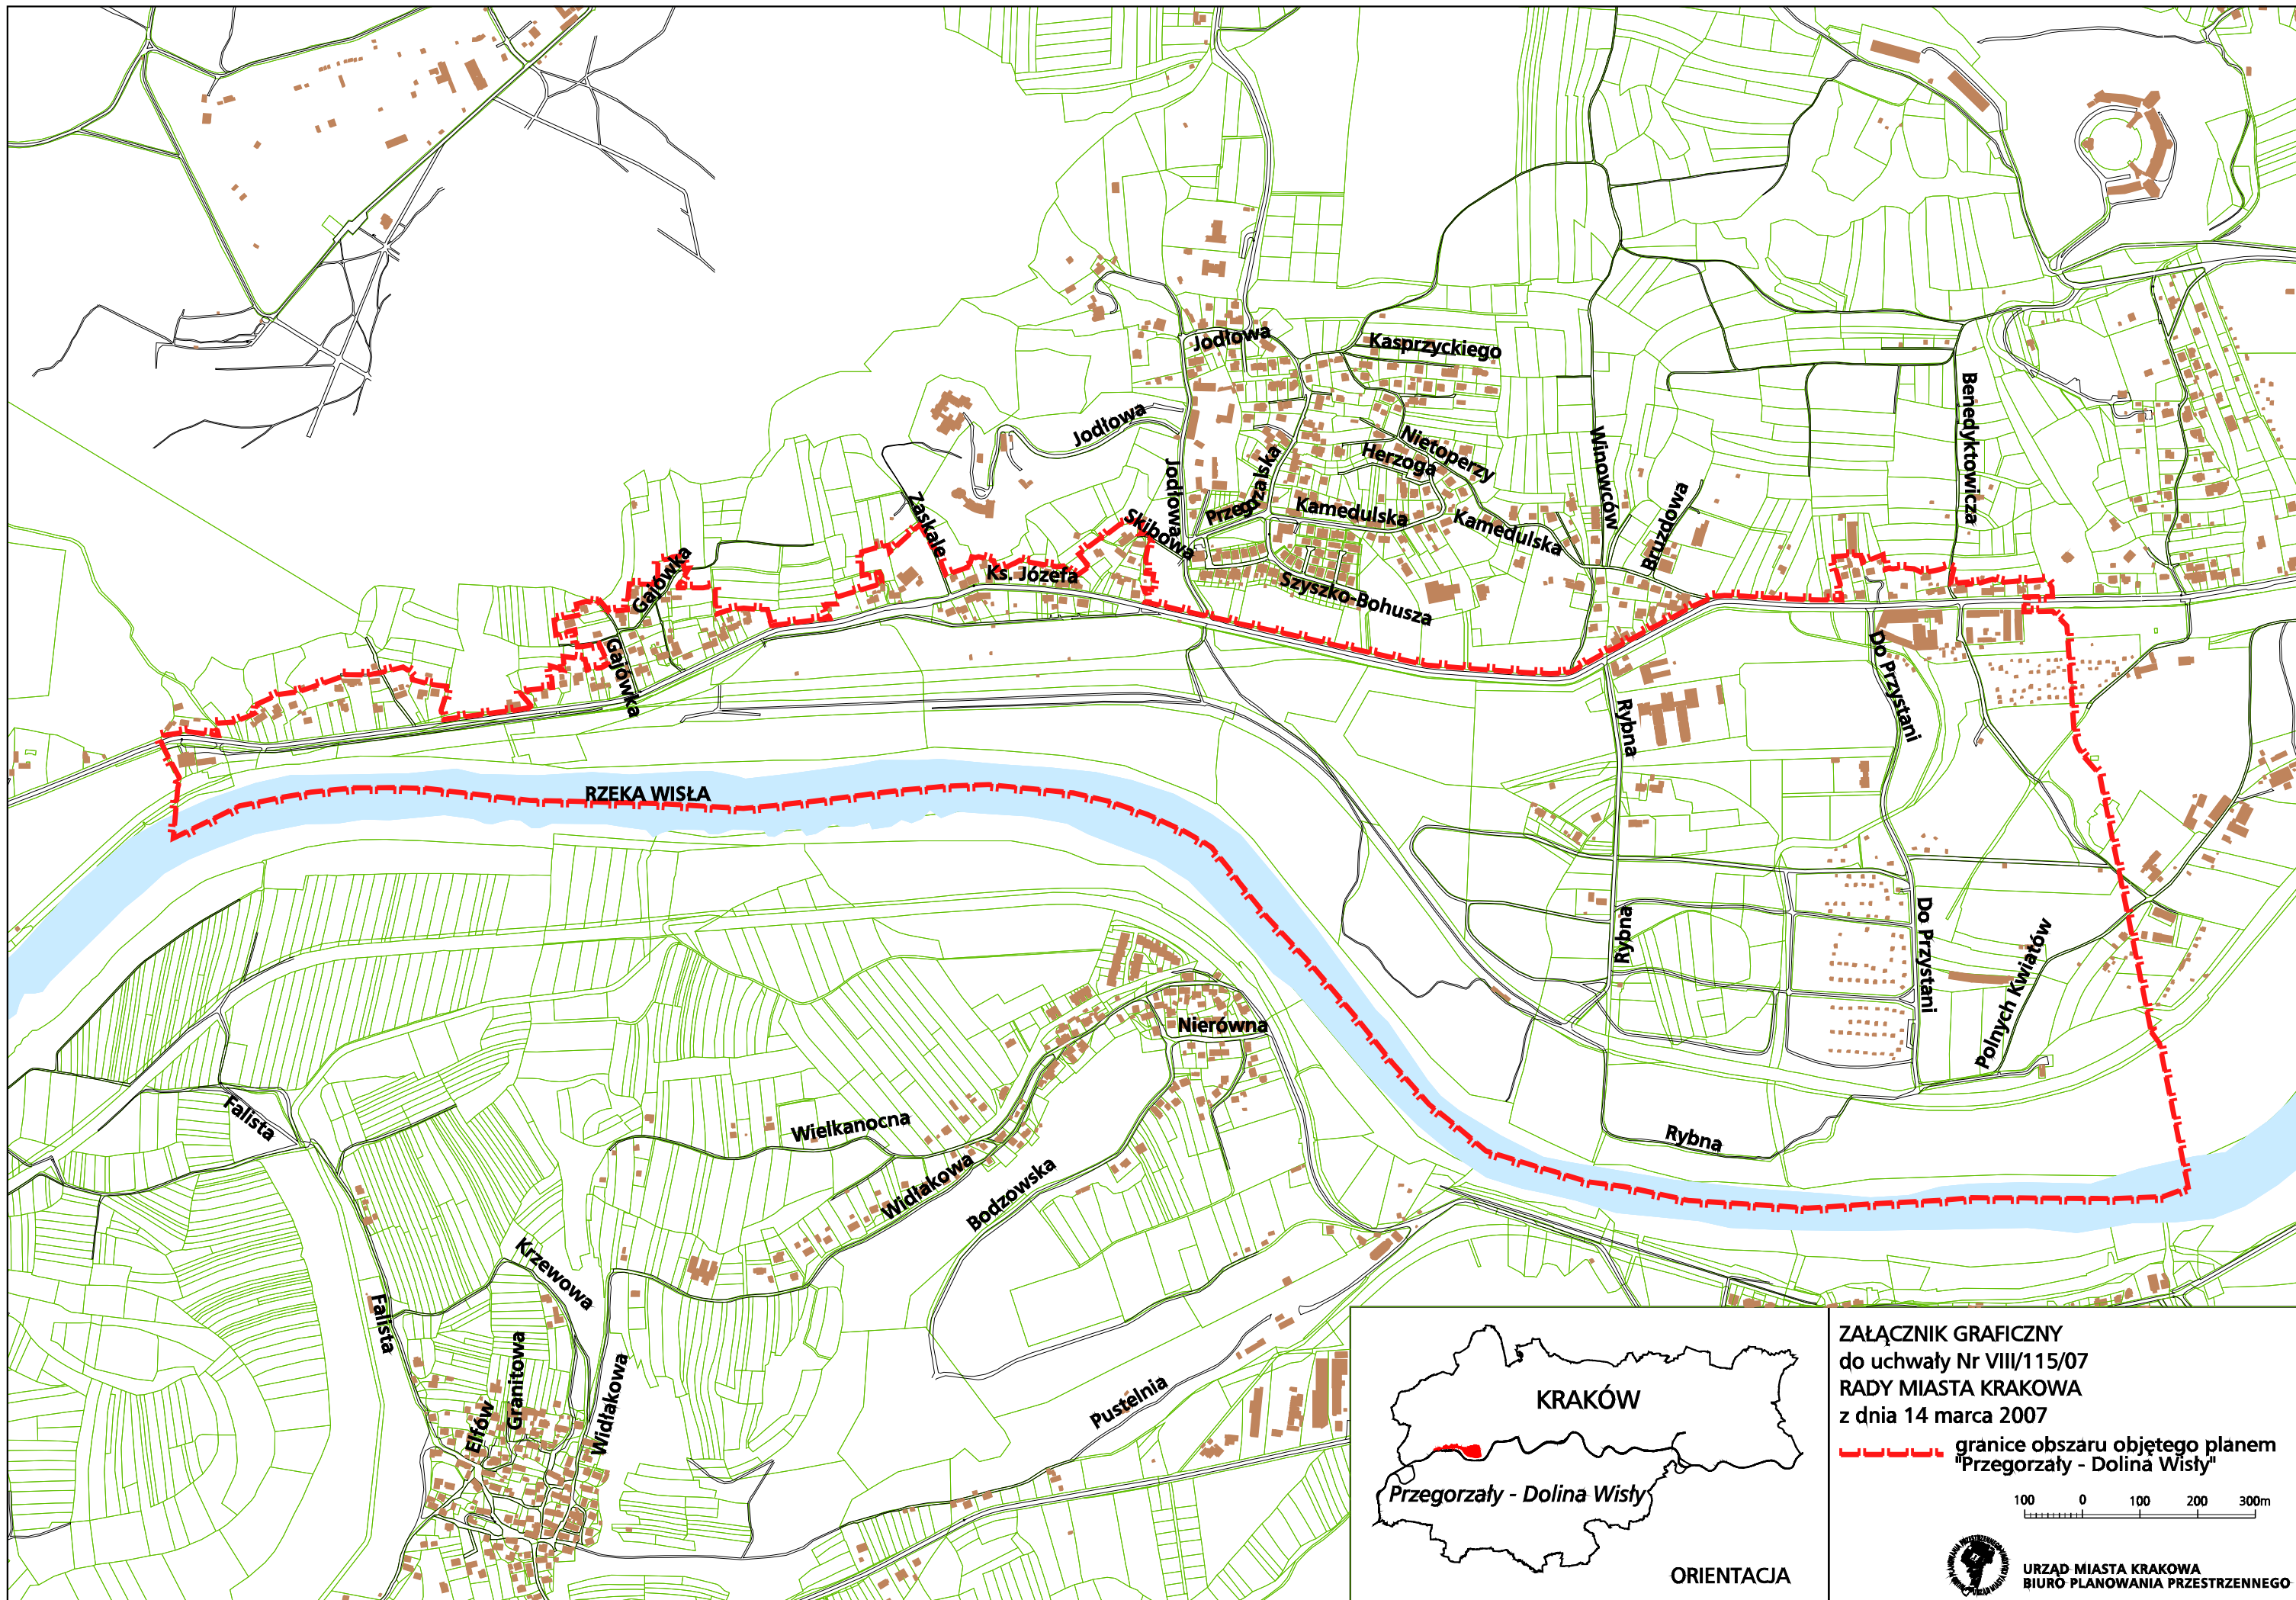 Jodłowa
Kasprzyckiego
Jodłowa
Benedyktowicza
Nietoperzy
Herzoga
Winowców
Jodłowa
Przegorzalska
Zaskale
Skibowa
Kamedulska
Kamedulska
Bruzdowa
Gajówka
Ks. Józefa
Szyszko-Bohusza
Gajówka
Do Przystani
Rybna
RZEKA WISŁA
Rybna
Do Przystani
Polnych Kwiatów
Nierówna
Falista
Wielkanocna
Rybna
Widłakowa
Bodzowska
Krzewowa
Falista
Granitowa
Elfów
Widłakowa
Pustelnia
KRAKÓW
Przegorzały - Dolina Wisły
ORIENTACJA
ZAŁĄCZNIK GRAFICZNY
do uchwały Nr VIII/115/07
RADY MIASTA KRAKOWA
z dnia 14 marca 2007
granice obszaru objętego planem
"Przegorzały - Dolina Wisły"
100 0 100 200 300m
URZĄD MIASTA KRAKOWA
BIURO PLANOWANIA PRZESTRZENNEGO